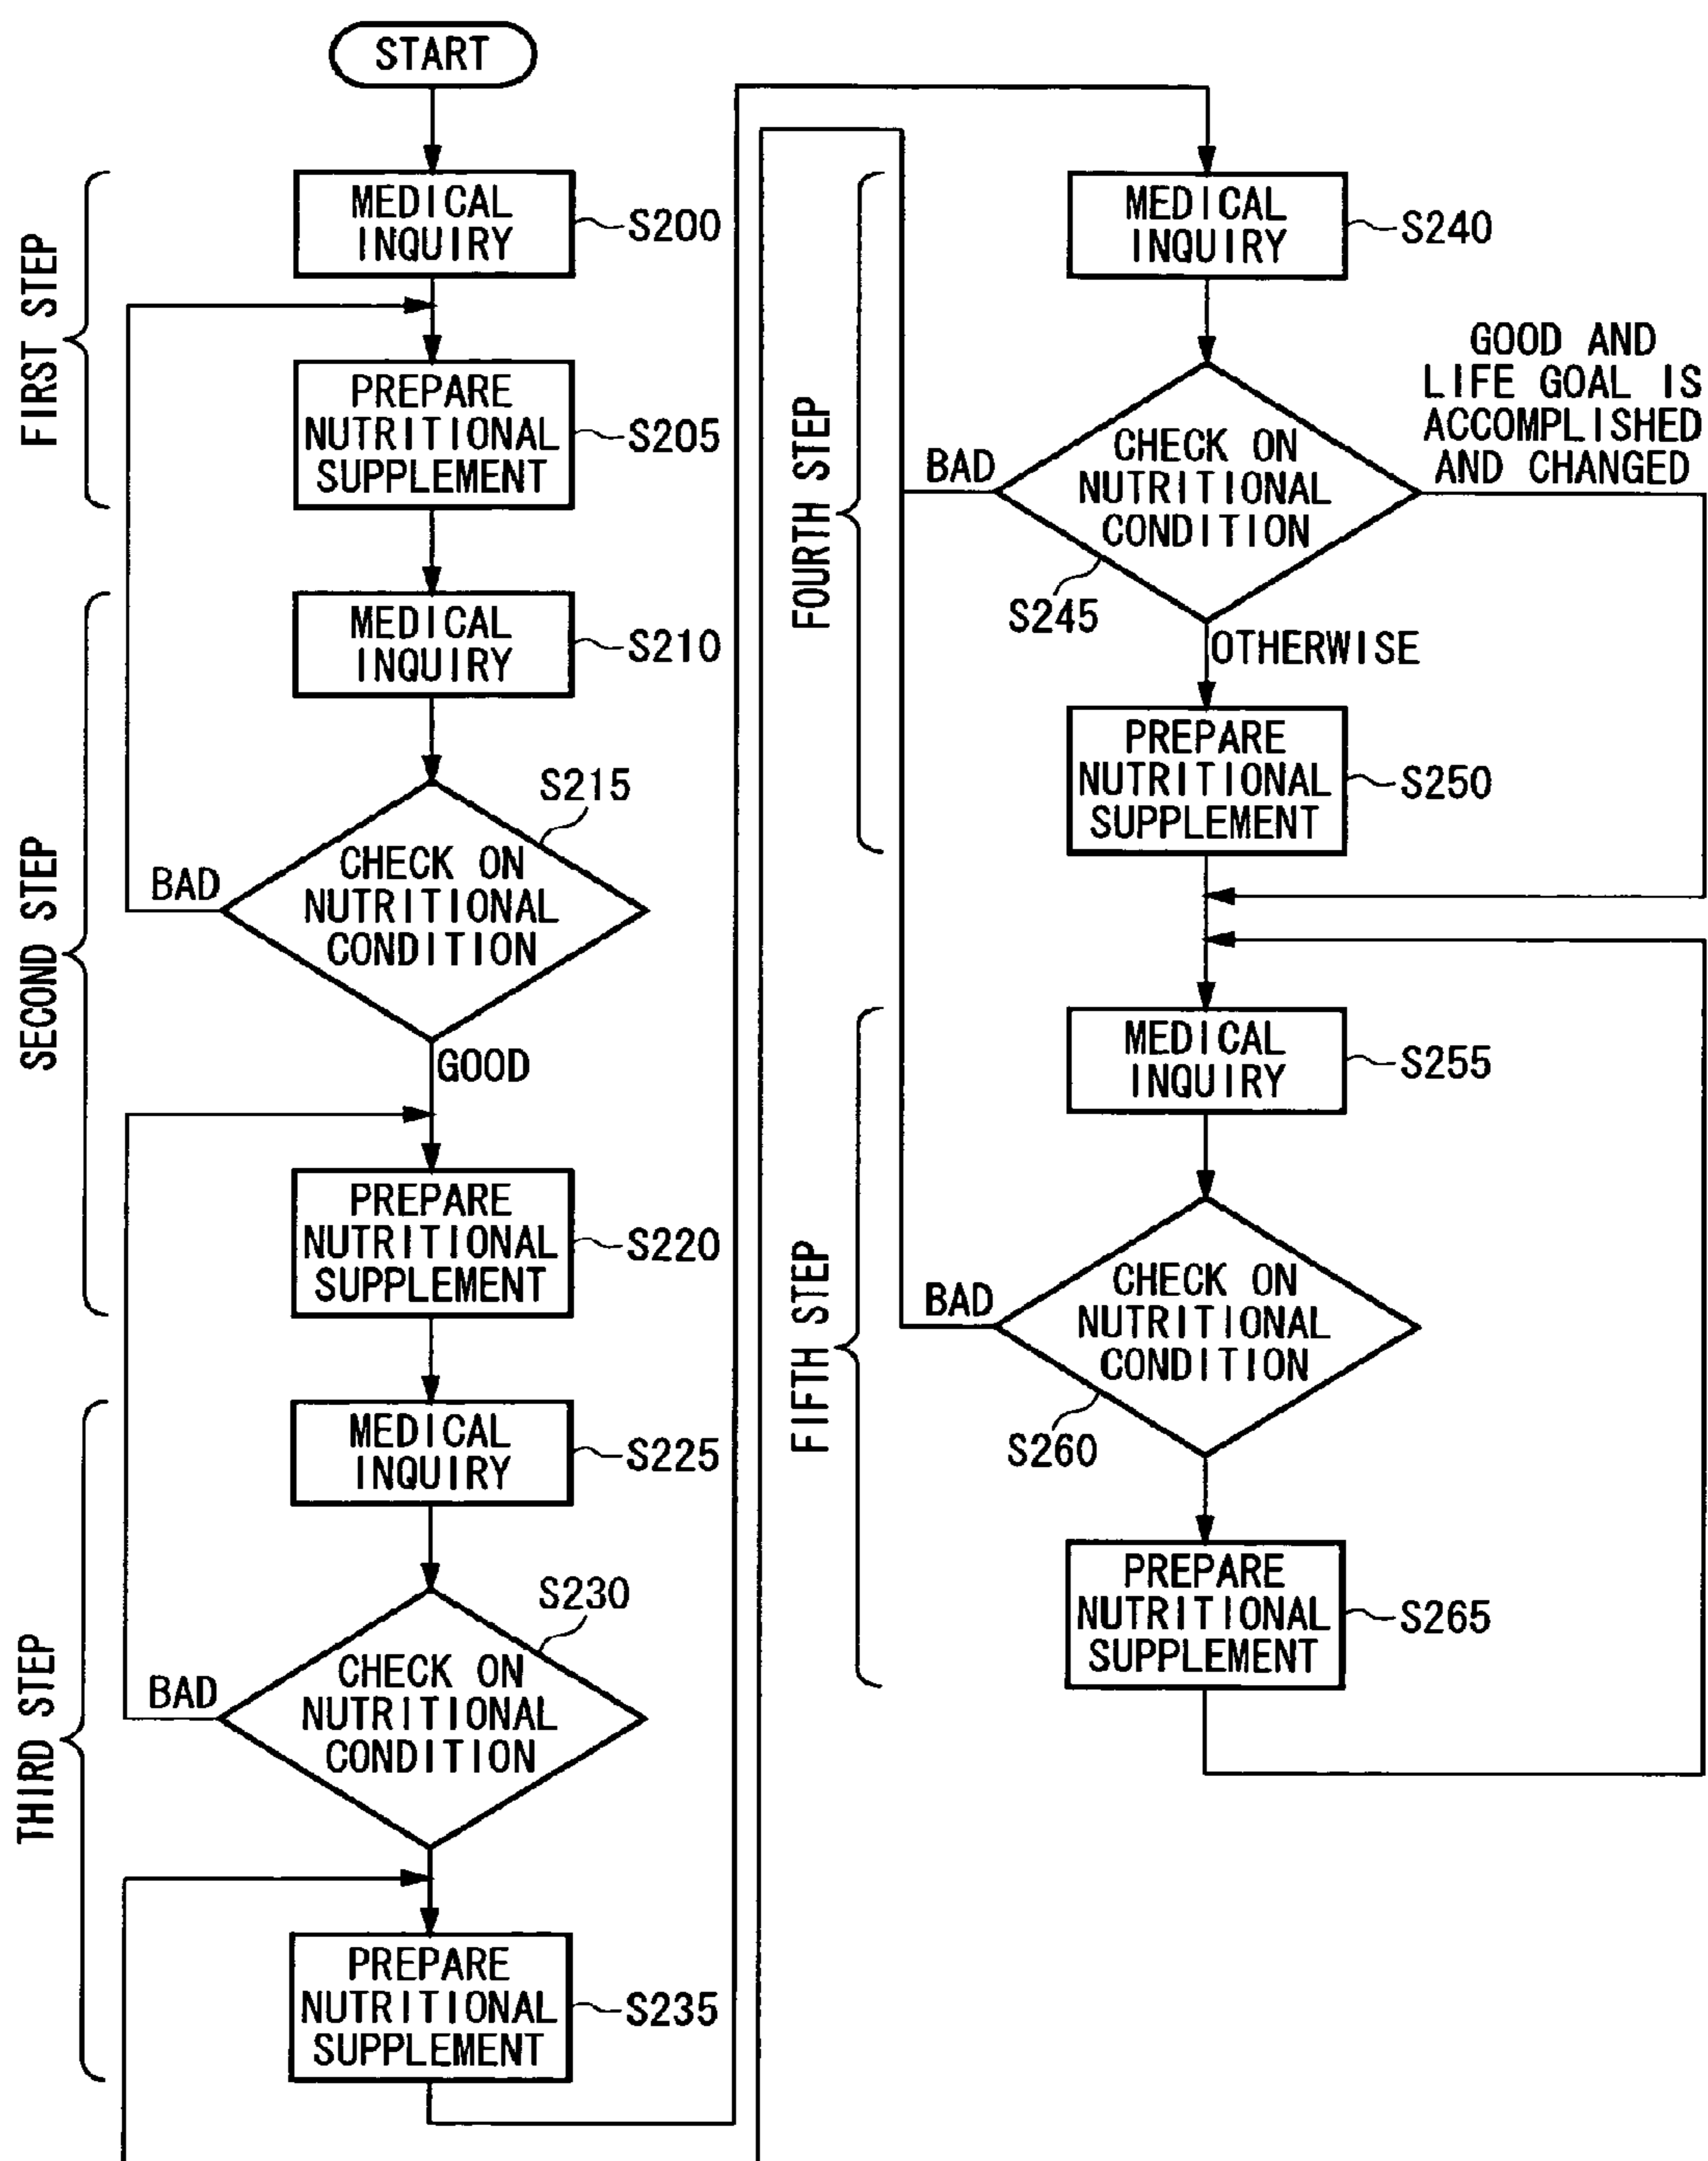 START
FIRST STEP
MEDICAL
INQUIRY
S200
PREPARE
NUTRITIONAL
SUPPLEMENT
S205
SECOND STEP
MEDICAL
INQUIRY
S210
S215
CHECK ON
NUTRITIONAL
CONDITION
BAD
GOOD
PREPARE
NUTRITIONAL
SUPPLEMENT
S220
THIRD STEP
MEDICAL
INQUIRY
S225
S230
CHECK ON
NUTRITIONAL
CONDITION
BAD
PREPARE
NUTRITIONAL
SUPPLEMENT
S235
FOURTH STEP
MEDICAL
INQUIRY
S240
GOOD AND
LIFE GOAL IS
ACCOMPLISHED
AND CHANGED
BAD
CHECK ON
NUTRITIONAL
CONDITION
S245
OTHERWISE
PREPARE
NUTRITIONAL
SUPPLEMENT
S250
FIFTH STEP
MEDICAL
INQUIRY
S255
BAD
CHECK ON
NUTRITIONAL
CONDITION
S260
PREPARE
NUTRITIONAL
SUPPLEMENT
S265